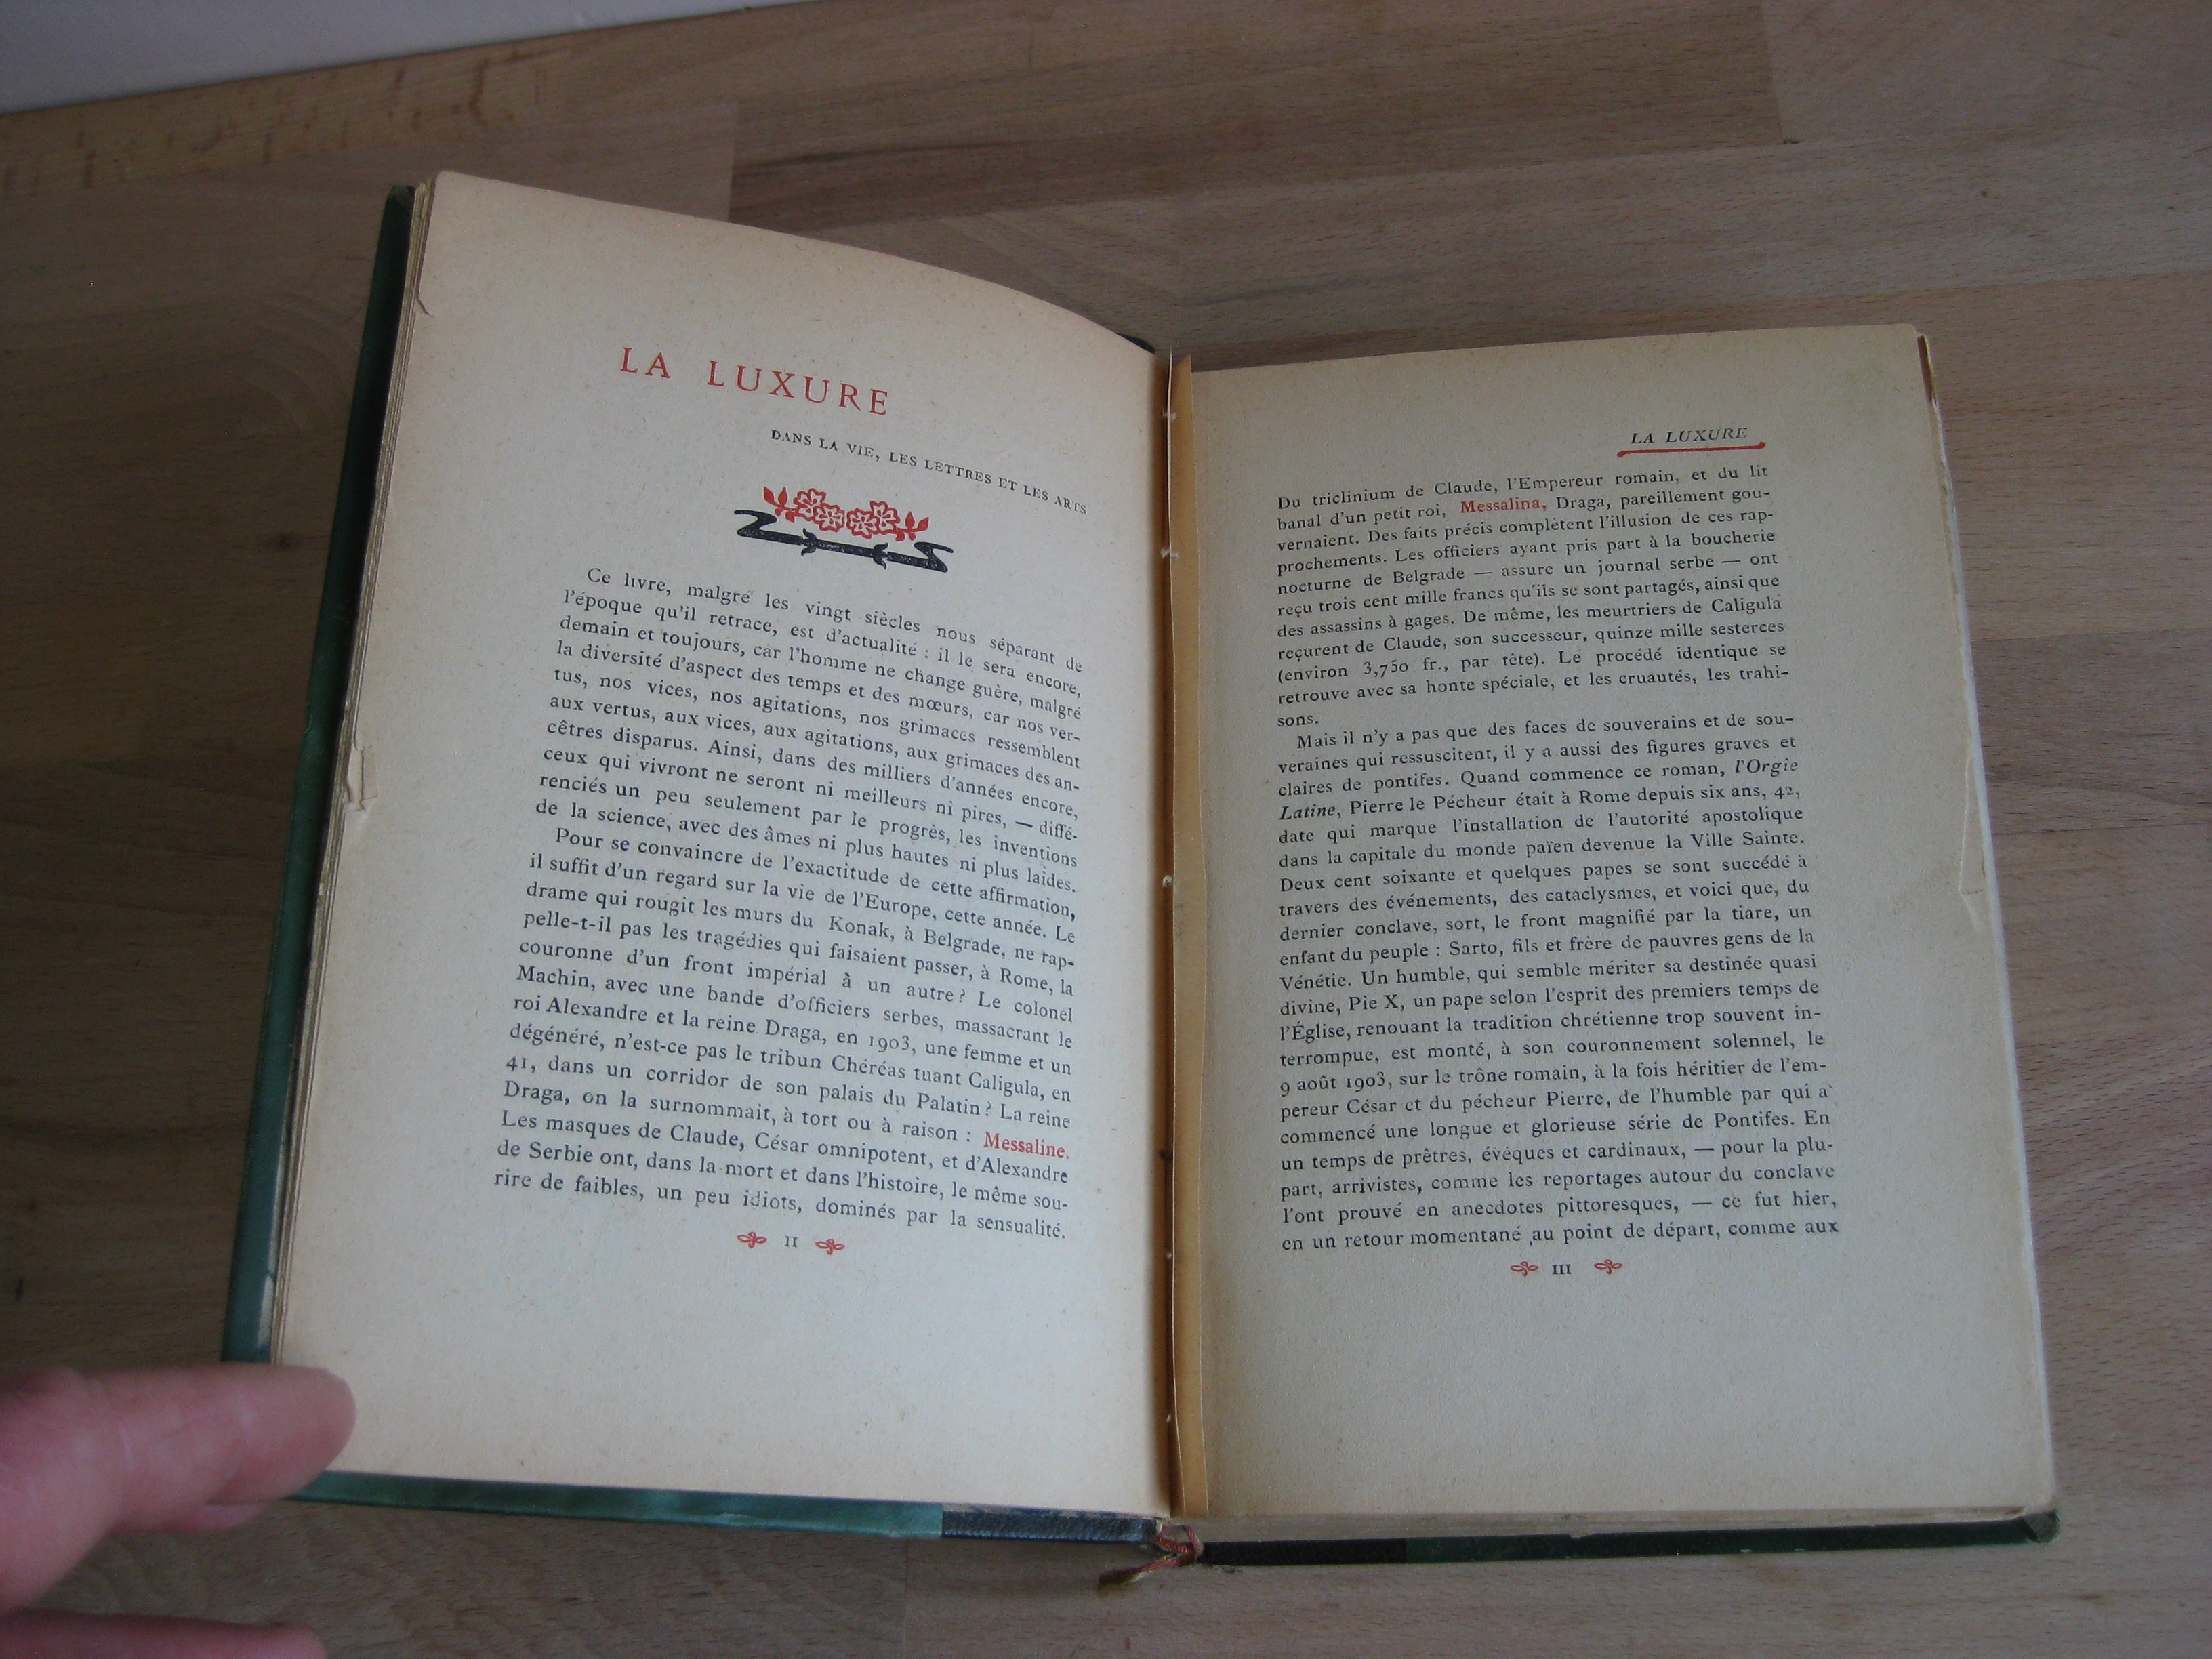 LA LUXURE
DANS LA VIE, LES LETTRES ET LES ARTS
Ce livre, malgré les vingt siècles nous séparant de
l'époque qu'il retrace, est d'actualité : il le sera encore,
demain et toujours, car l'homme ne change guère, malgré
la diversité d'aspect des temps et des mœurs, car nos ver-
tus, nos vices, nos agitations, nos grimaces ressemblent
aux vertus, aux vices, aux agitations, aux grimaces des an-
cêtres disparus. Ainsi, dans des milliers d'années encore,
ceux qui vivront ne seront ni meilleurs ni pires, — diffé-
renciés un peu seulement par le progrès, les inventions
de la science, avec des âmes ni plus hautes ni plus laides.
Pour se convaincre de l'exactitude de cette affirmation,
il suffit d'un regard sur la vie de l'Europe, cette année. Le
drame qui rougit les murs du Konak, à Belgrade, ne rap-
pelle-t-il pas les tragédies qui faisaient passer, à Rome, la
couronne d'un front impérial à un autre ? Le colonel
Machin, avec une bande d'officiers serbes, massacrant le
roi Alexandre et la reine Draga, en 1903, une femme et un
dégénéré, n'est-ce pas le tribun Chéréas tuant Caligula, en
41, dans un corridor de son palais du Palatin ? La reine
Draga, on la surnommait, à tort ou à raison : Messaline.
Les masques de Claude, César omnipotent, et d'Alexandre
de Serbie ont, dans la mort et dans l'histoire, le même sou-
rire de faibles, un peu idiots, dominés par la sensualité.
II
LA LUXURE
Du triclinium de Claude, l'Empereur romain, et du lit
banal d'un petit roi, Messalina, Draga, pareillement gou-
vernaient. Des faits précis complètent l'illusion de ces rap-
prochements. Les officiers ayant pris part à la boucherie
nocturne de Belgrade — assure un journal serbe — ont
reçu trois cent mille francs qu'ils se sont partagés, ainsi que
des assassins à gages. De même, les meurtriers de Caligula
reçurent de Claude, son successeur, quinze mille sesterces
(environ 3,750 fr., par tête). Le procédé identique se
retrouve avec sa honte spéciale, et les cruautés, les trahi-
sons.
Mais il n'y a pas que des faces de souverains et de sou-
veraines qui ressuscitent, il y a aussi des figures graves et
claires de pontifes. Quand commence ce roman, l'Orgie
Latine, Pierre le Pécheur était à Rome depuis six ans, 42,
date qui marque l'installation de l'autorité apostolique
dans la capitale du monde païen devenue la Ville Sainte.
Deux cent soixante et quelques papes se sont succédé à
travers des événements, des cataclysmes, et voici que, du
dernier conclave, sort, le front magnifié par la tiare, un
enfant du peuple : Sarto, fils et frère de pauvres gens de la
Vénétie. Un humble, qui semble mériter sa destinée quasi
divine, Pie X, un pape selon l'esprit des premiers temps de
l'Église, renouant la tradition chrétienne trop souvent in-
terrompue, est monté, à son couronnement solennel, le
9 août 1903, sur le trône romain, à la fois héritier de l'em-
pereur César et du pécheur Pierre, de l'humble par qui a
commencé une longue et glorieuse série de Pontifes. En
un temps de prêtres, évêques et cardinaux, — pour la plu-
part, arrivistes, comme les reportages autour du conclave
l'ont prouvé en anecdotes pittoresques, — ce fut hier,
en un retour momentané au point de départ, comme aux
III